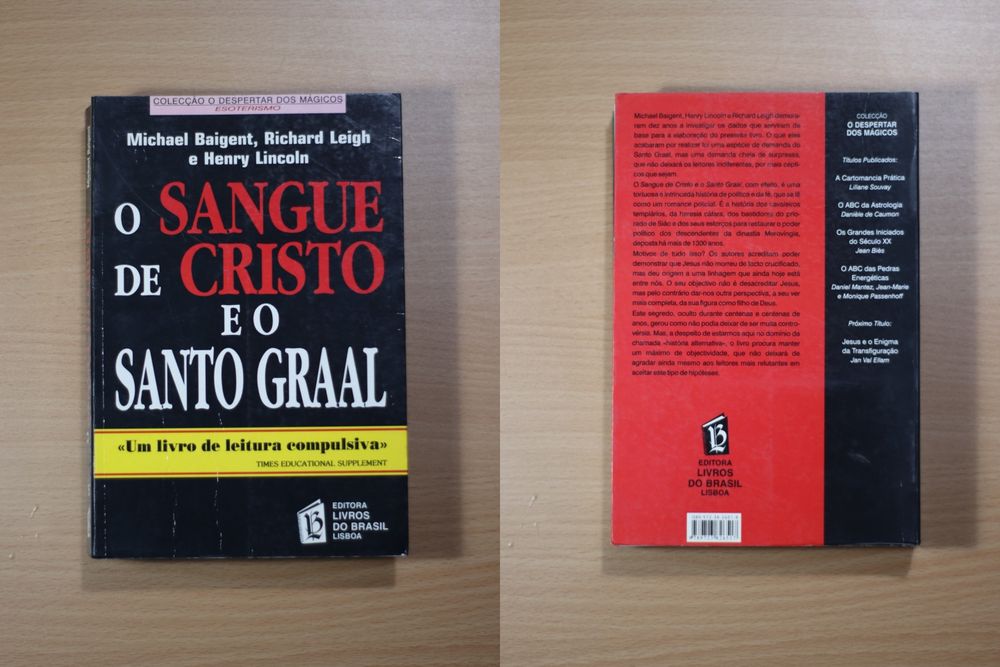 COLECÇÃO O DESPERTAR DOS MÁGICOS
ESOTERISMO
Michael Baigent, Richard Leigh
e Henry Lincoln
O SANGUE
DE CRISTO
E O
SANTO GRAAL
«Um livro de leitura compulsiva»
TIMES EDUCATIONAL SUPPLEMENT
EDITORA
LIVROS
DO BRASIL
LISBOA
Michael Baigent, Henry Lincoln e Richard Leigh demora-
ram dez anos a investigar os dados que serviram de
base para a elaboração do presente livro. O que eles
acabaram por realizar foi uma espécie de demanda do
Santo Graal, mas uma demanda cheia de surpresas,
que não deixará os leitores indiferentes, por mais cépti-
cos que sejam.
O Sangue de Cristo e o Santo Graal, com efeito, é uma
tortuosa e intrincada história de política e da fé, que se lê
como um romance policial. É a história dos cavaleiros
templários, da heresia cátara, dos bastidores do prio-
rado de Sião e dos seus esforços para restaurar o poder
político dos descendentes da dinastia Merovíngia,
deposta há mais de 1300 anos.
Motivos de tudo isso? Os autores acreditam poder
demonstrar que Jesus não morreu de facto crucificado,
mas deu origem a uma linhagem que ainda hoje está
entre nós. O seu objectivo não é desacreditar Jesus,
mas pelo contrário dar-nos outra perspectiva, a seu ver
mais completa, da sua figura como filho de Deus.
Este segredo, oculto durante centenas e centenas de
anos, gerou como não podia deixar de ser muita contro-
vérsia. Mas, a despeito de estarmos aqui no domínio da
chamada «história alternativa», o livro procura manter
um máximo de objectividade, que não deixará de
agradar ainda mesmo aos leitores mais relutantes em
aceitar este tipo de hipóteses.
EDITORA
LIVROS
DO BRASIL
LISBOA
COLECÇÃO
O DESPERTAR
DOS MÁGICOS
Títulos Publicados:
A Cartomancia Prática
Liliane Souvay
O ABC da Astrologia
Danièle de Caumon
Os Grandes Iniciados
do Século XX
Jean Biès
O ABC das Pedras
Energéticas
Daniel Mantez, Jean-Marie
e Monique Passenhoff
Próximo Título:
Jesus e o Enigma
da Transfiguração
Jan Val Ellam